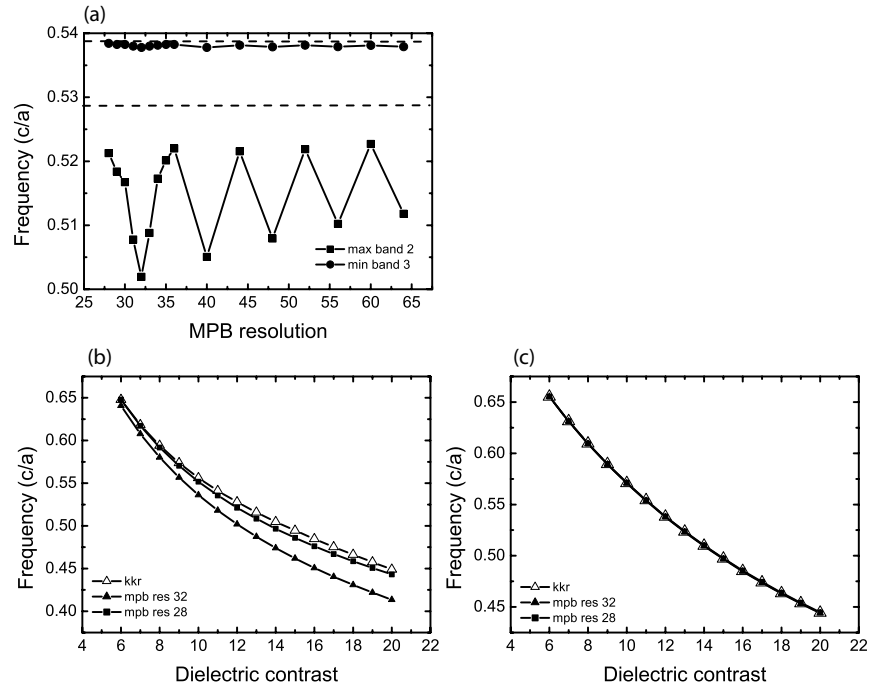 (a)
0.54
0.53
0.52
0.51
0.50
Frequency (c/a)
max band 2
min band 3
25 30 35 40 45 50 55 60 65
MPB resolution
(b)
0.65
0.60
0.55
0.50
0.45
0.40
Frequency (c/a)
kkr
mpb res 32
mpb res 28
4 6 8 10 12 14 16 18 20 22
Dielectric contrast
(c)
0.65
0.60
0.55
0.50
0.45
Frequency (c/a)
kkr
mpb res 32
mpb res 28
4 6 8 10 12 14 16 18 20 22
Dielectric contrast